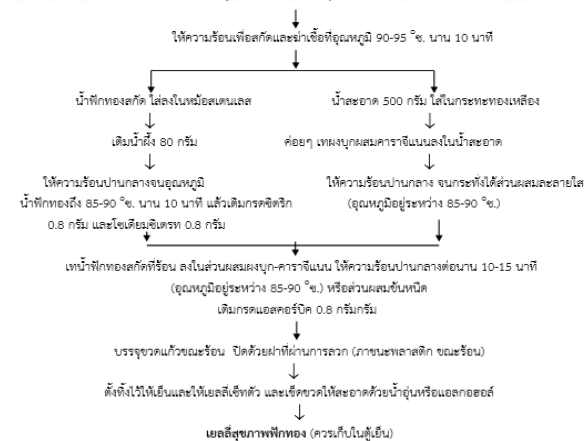 ให้ความร้อนเพื่อสกัดและฆ่าเชื้อที่อุณหภูมิ 90-95 °ซ. นาน 10 นาที
น้ำฟักทองสกัด ใส่ลงในหม้อสเตนเลส
เติมน้ำผึ้ง 80 กรัม
ให้ความร้อนปานกลางจนอุณหภูมิ
น้ำฟักทองถึง 85-90 °ซ. นาน 10 นาที แล้วเติมกรดซิตริก
0.8 กรัม และโซเดียมซิเตรท 0.8 กรัม
น้ำสะอาด 500 กรัม ใส่ในกระทะทองเหลือง
ค่อยๆ เทผงบุกผสมคาราจีแนนลงในน้ำสะอาด
ให้ความร้อนปานกลาง จนกระทั่งได้ส่วนผสมละลายใส
(อุณหภูมิอยู่ระหว่าง 85-90 °ซ.)
เทน้ำฟักทองสกัดที่ร้อน ลงในส่วนผสมผงบุก-คาราจีแนน ให้ความร้อนปานกลางต่อนาน 10-15 นาที
(อุณหภูมิอยู่ระหว่าง 85-90 °ซ.) หรือส่วนผสมข้นหนืด
เติมกรดแอสคอร์บิค 0.8 กรัมกรัม
บรรจุขวดแก้วขณะร้อน ปิดด้วยฝาที่ผ่านการลวก (ภาชนะพลาสติก ขณะร้อน)
ตั้งทิ้งไว้ให้เย็นและให้เยลลี่เซ็ทตัว และเช็ดขวดให้สะอาดด้วยน้ำอุ่นหรือแอลกอฮอล์
เยลลี่สุขภาพฟักทอง (ควรเก็บในตู้เย็น)